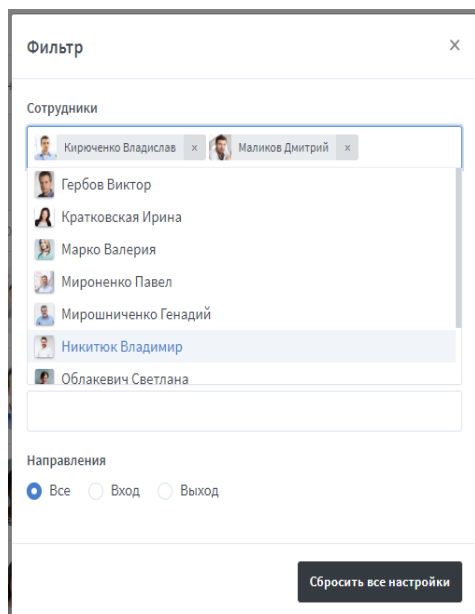 Фильтр
Сотрудники
Кирюченко Владислав x Маликов Дмитрий x
Гербов Виктор
Кратковская Ирина
Марко Валерия
Мироненко Павел
Мирошниченко Генадий
Никитюк Владимир
Облакевич Светлана
Направления
Все Вход Выход
Сбросить все настройки